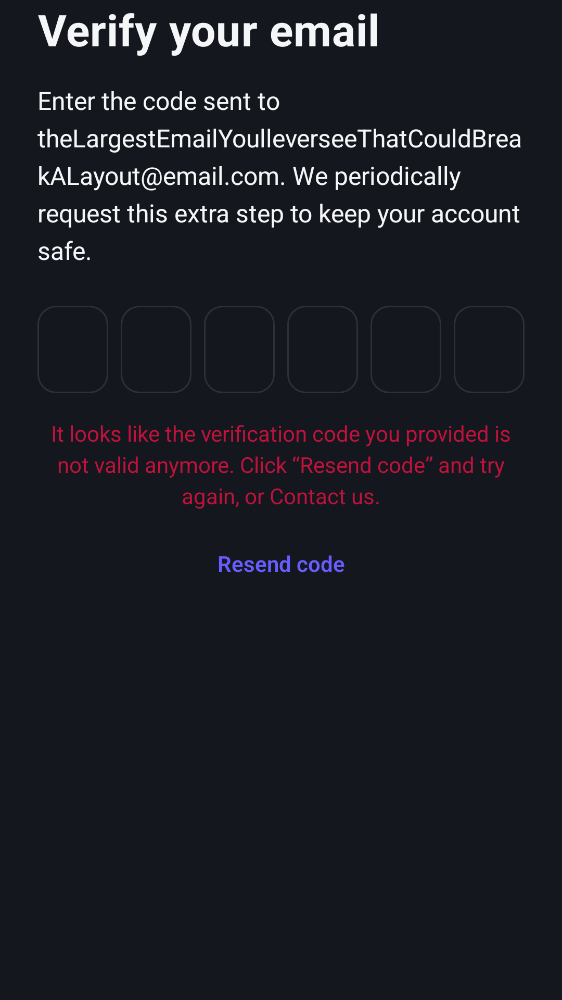 Verify your email
Enter the code sent to
theLargestEmailYoulleverseeThatCouldBrea
kALayout@email.com. We periodically
request this extra step to keep your account
safe.
It looks like the verification code you provided is
not valid anymore. Click “Resend code” and try
again, or Contact us.
Resend code